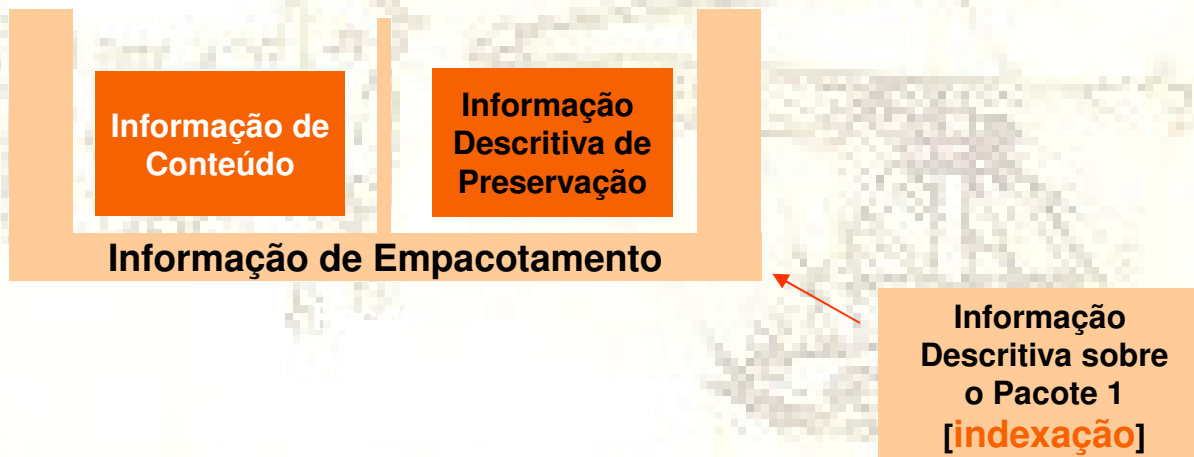 Informação de
Conteúdo
Informação
Descritiva de
Preservação
Informação de Empacotamento
Informação
Descritiva sobre
o Pacote 1
[indexação]